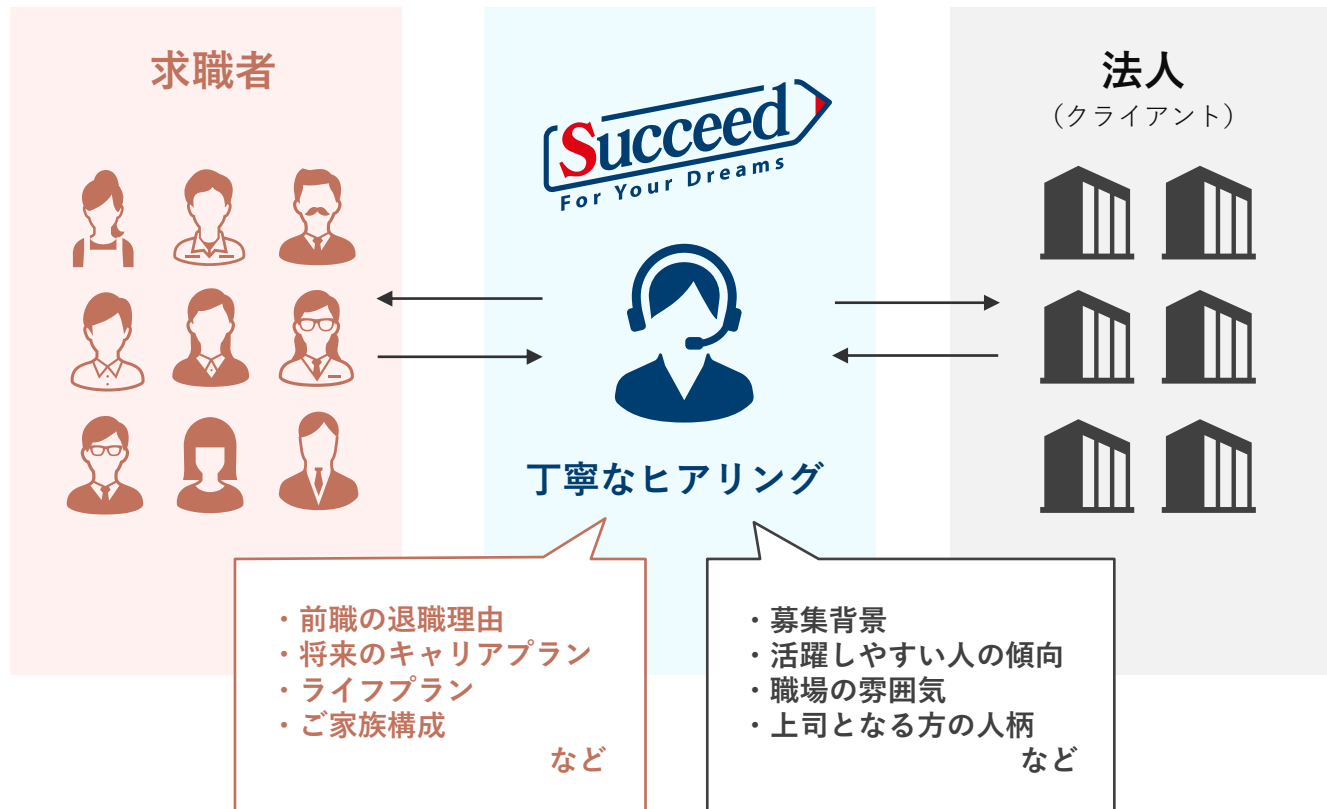 求職者
Succeed
For Your Dreams
法人
（クライアント）
丁寧なヒアリング
・前職の退職理由
・将来のキャリアプラン
・ライフプラン
・ご家族構成
など
・募集背景
・活躍しやすい人の傾向
・職場の雰囲気
・上司となる方の人柄
など